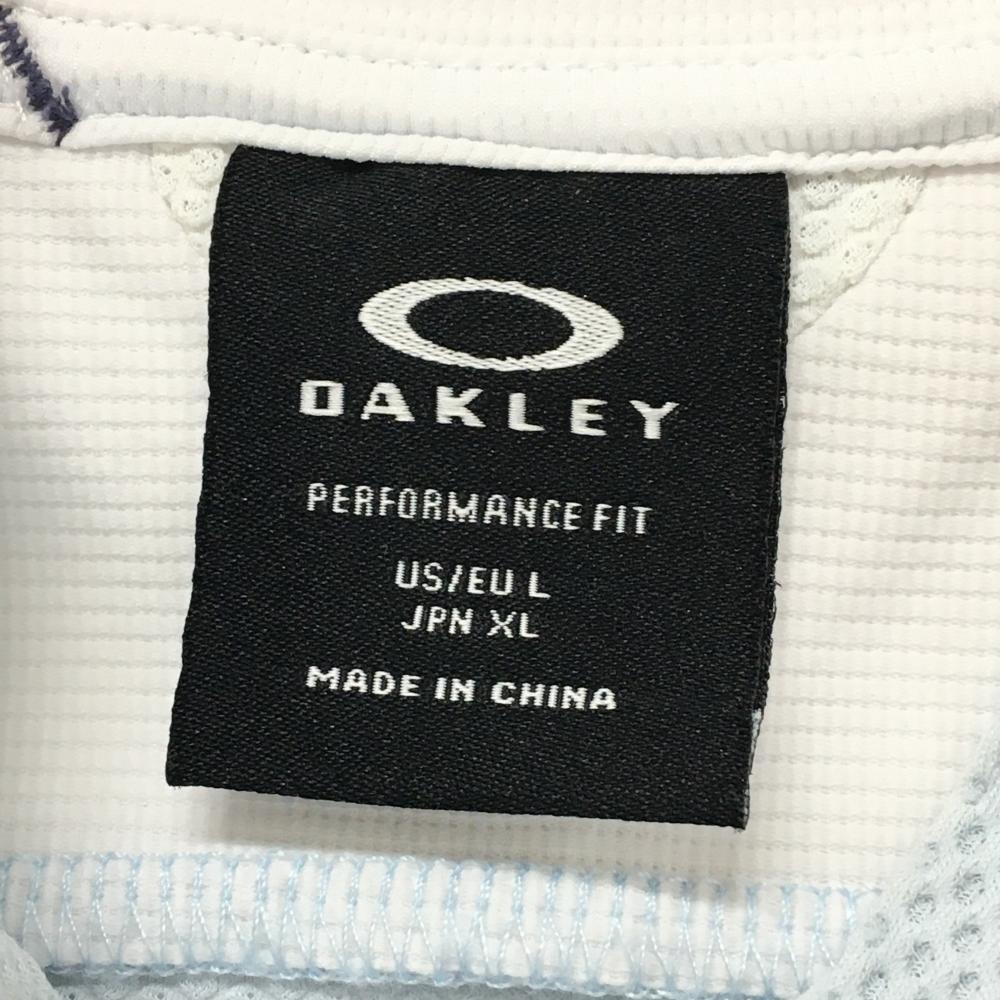 OAKLEY
PERFORMANCE FIT
US/EU L
JPN XL
MADE IN CHINA